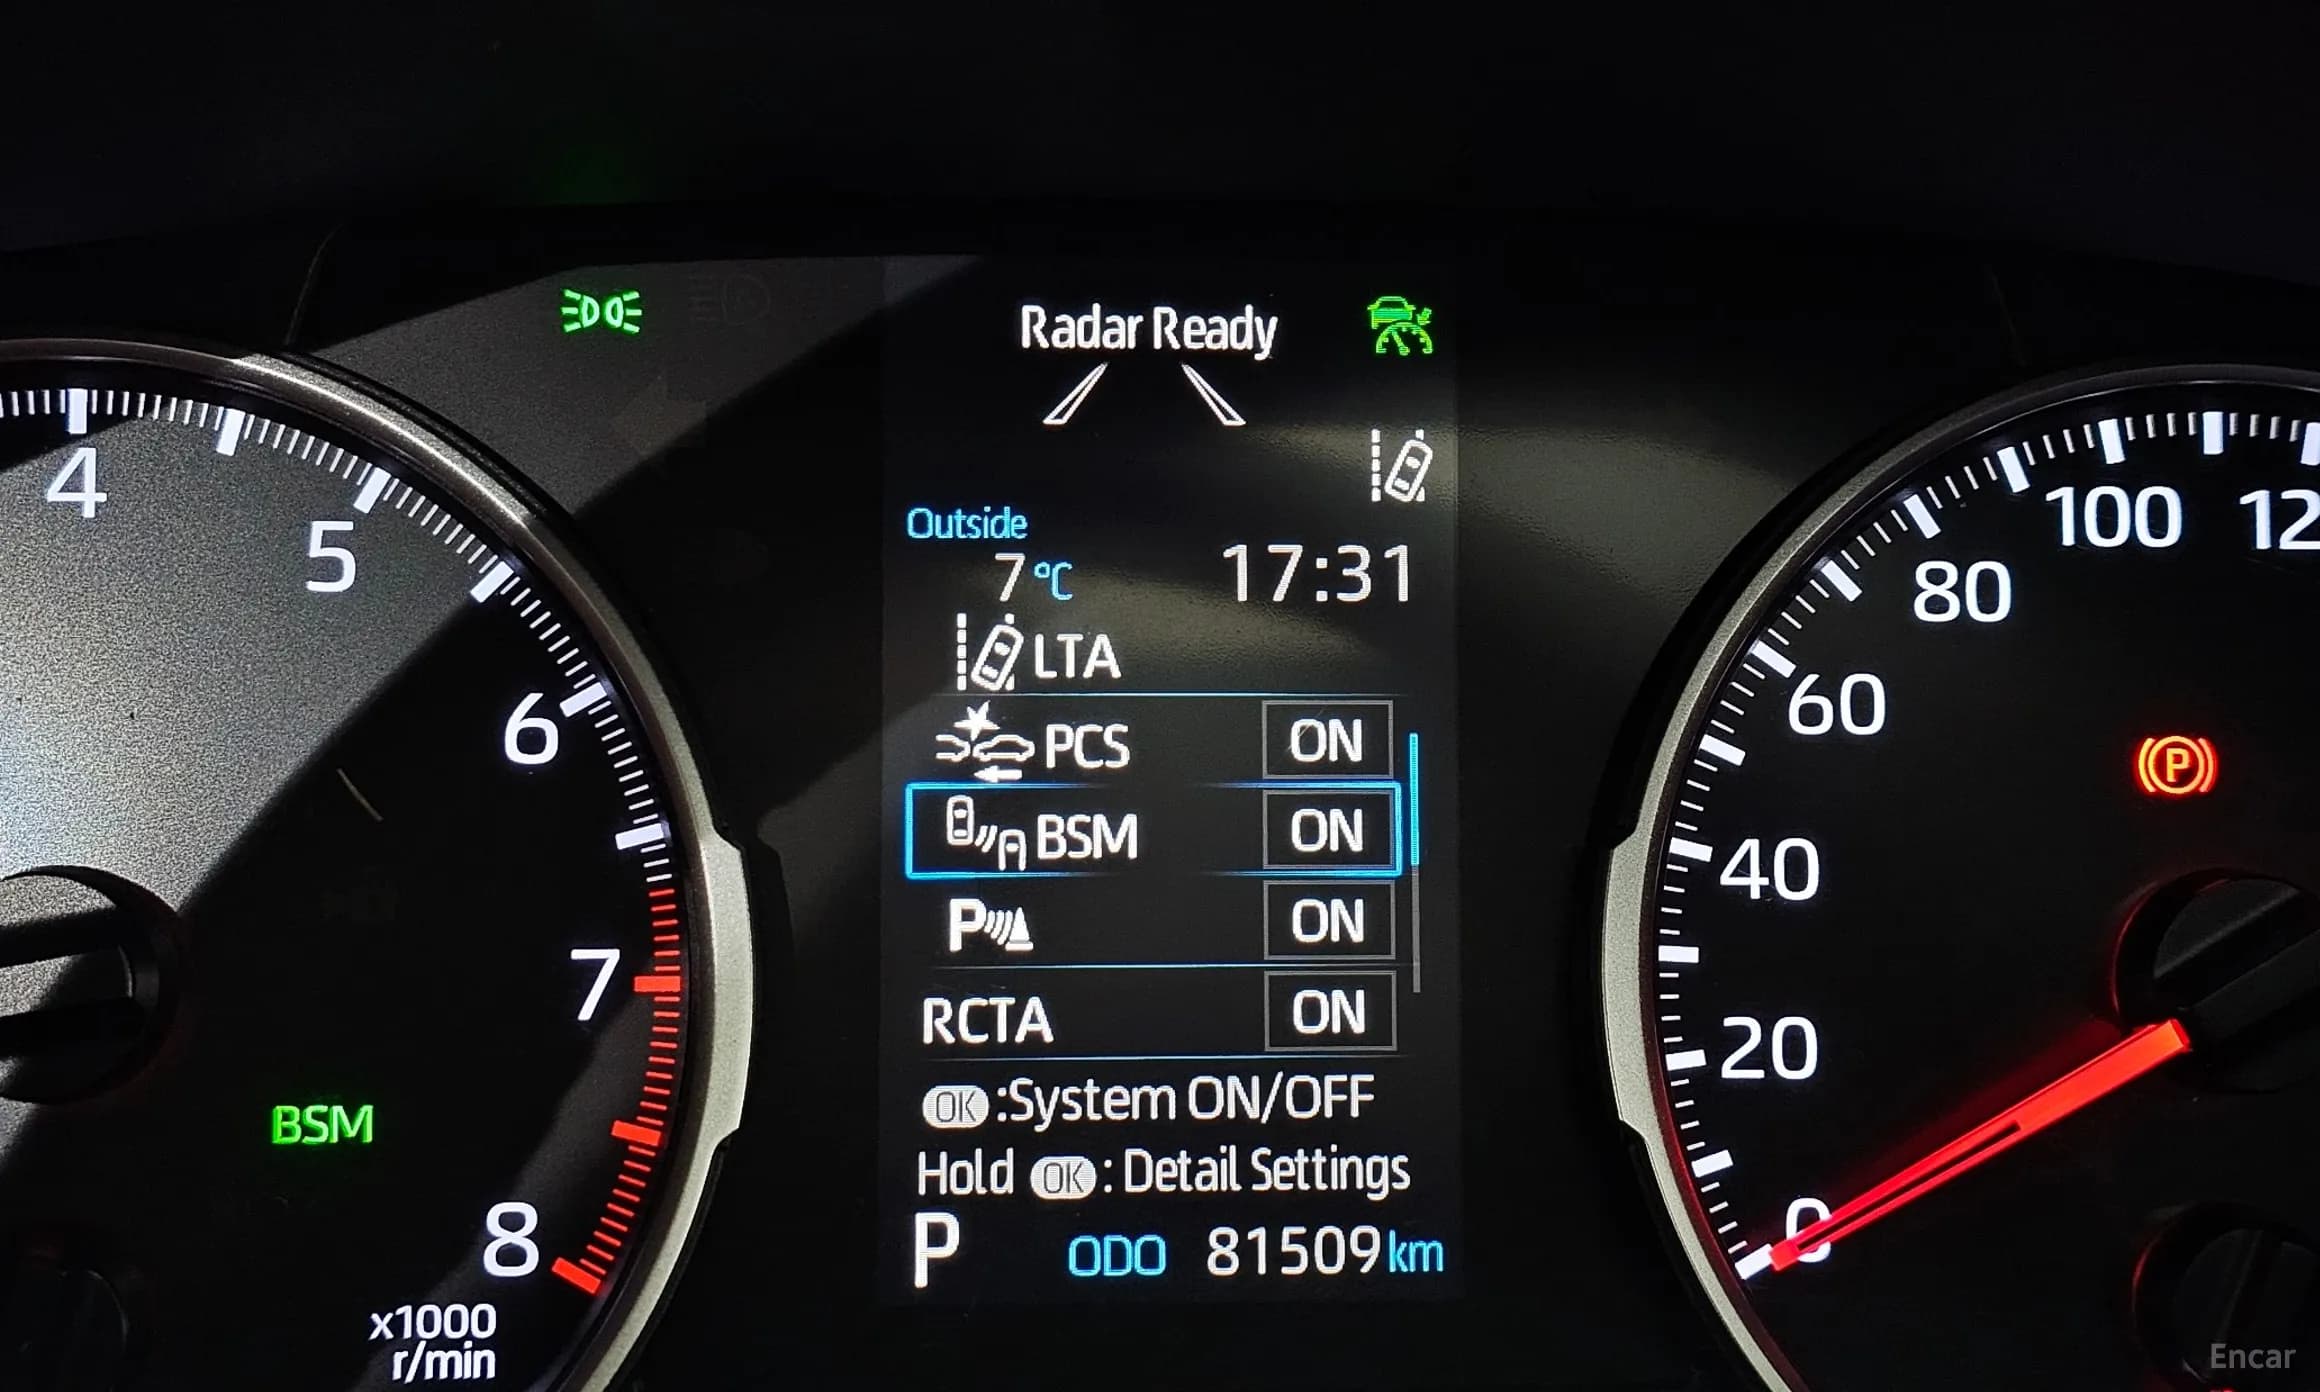 Radar Ready
Outside
7 °C 17:31
LTA
PCS ON
BSM ON
P ON
RCTA ON
OK :System ON/OFF
Hold OK : Detail Settings
P ODO 81509 km
4
5
6
7
8
x1000
r/min
BSM
0
20
40
60
80
100
P
Encar